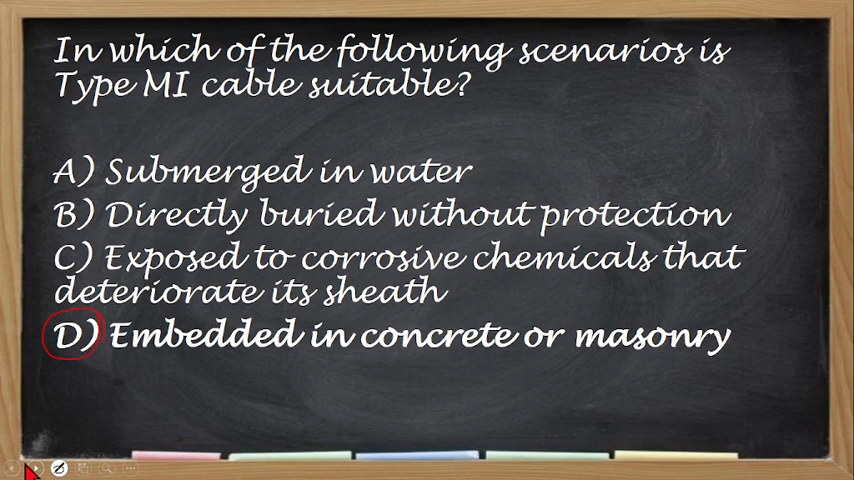 In which of the following scenarios is
Type MI cable suitable?
A) Submerged in water
B) Directly buried without protection
C) Exposed to corrosive chemicals that
deteriorate its sheath
D) Embedded in concrete or masonry